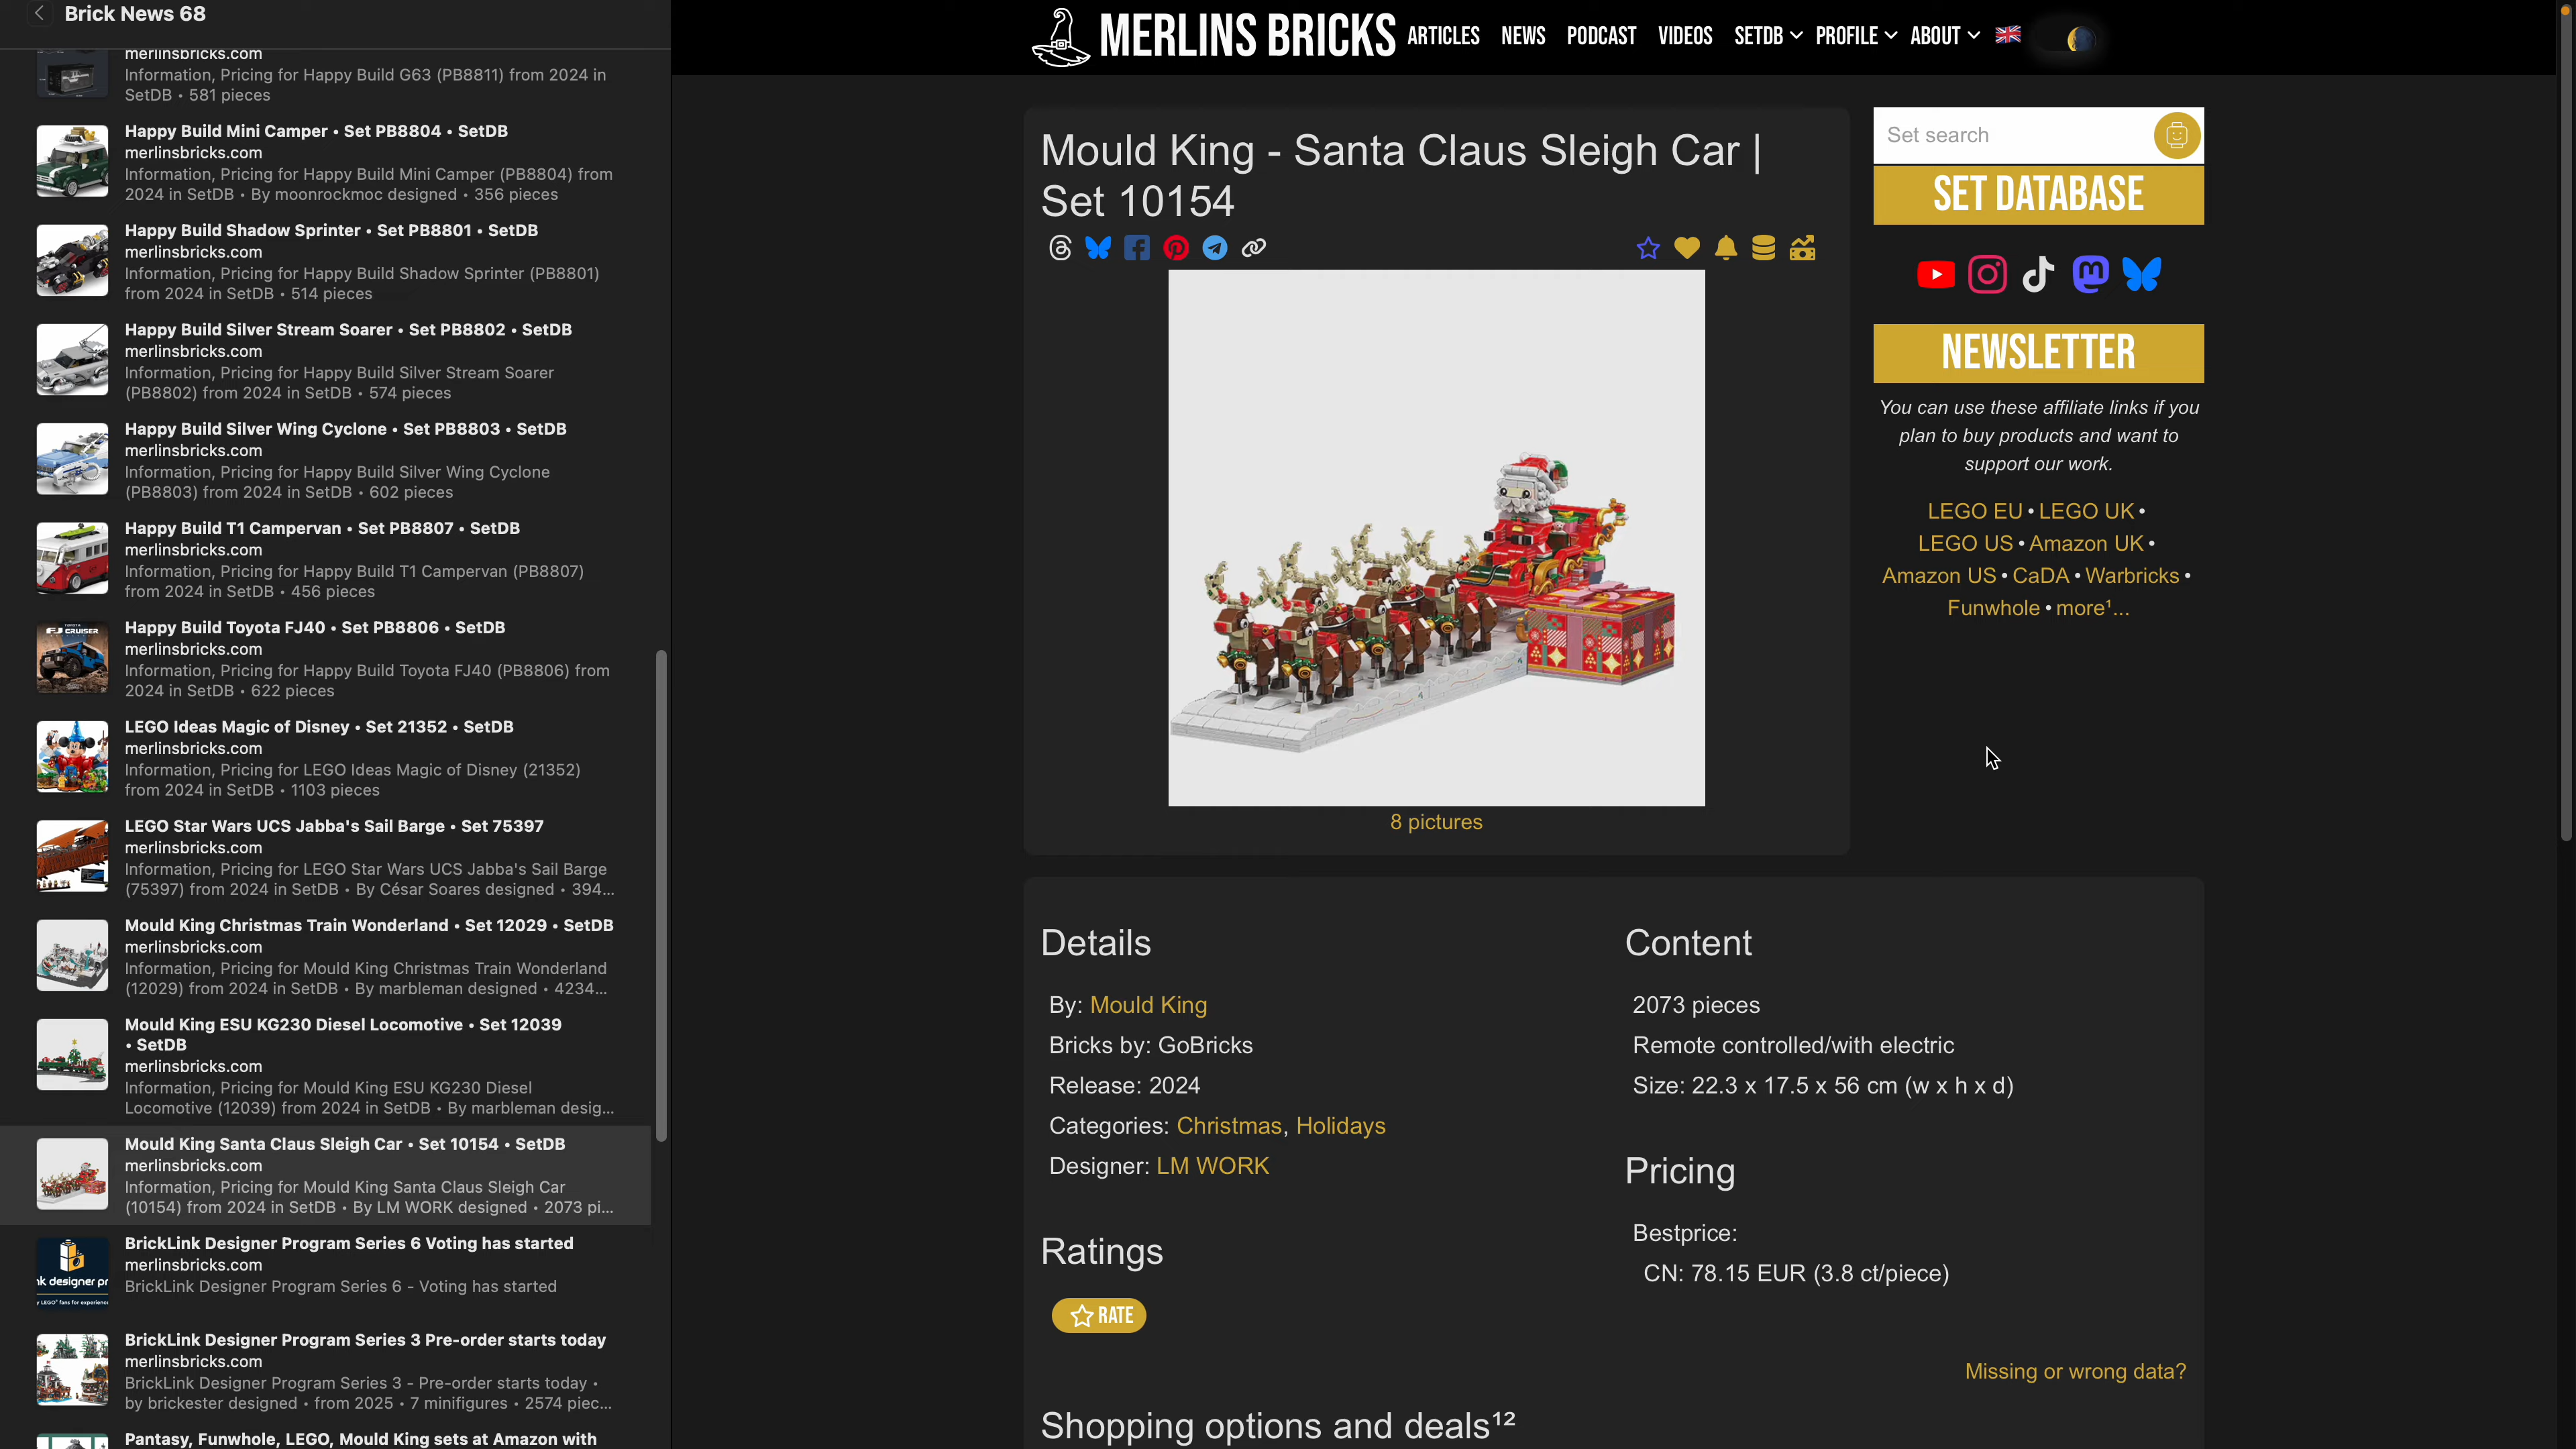 Brick News 68
merlinsbricks.com
Information, Pricing for Happy Build G63 (PB8811) from 2024 in
SetDB • 581 pieces
Happy Build Mini Camper • Set PB8804 • SetDB
merlinsbricks.com
Information, Pricing for Happy Build Mini Camper (PB8804) from
2024 in SetDB • By moonrockmoc designed • 356 pieces
Happy Build Shadow Sprinter • Set PB8801 • SetDB
merlinsbricks.com
Information, Pricing for Happy Build Shadow Sprinter (PB8801)
from 2024 in SetDB • 514 pieces
Happy Build Silver Stream Soarer • Set PB8802 • SetDB
merlinsbricks.com
Information, Pricing for Happy Build Silver Stream Soarer
(PB8802) from 2024 in SetDB • 574 pieces
Happy Build Silver Wing Cyclone • Set PB8803 • SetDB
merlinsbricks.com
Information, Pricing for Happy Build Silver Wing Cyclone
(PB8803) from 2024 in SetDB • 602 pieces
Happy Build T1 Campervan • Set PB8807 • SetDB
merlinsbricks.com
Information, Pricing for Happy Build T1 Campervan (PB8807)
from 2024 in SetDB • 456 pieces
FJ CRUISER
Happy Build Toyota FJ40 • Set PB8806 • SetDB
merlinsbricks.com
Information, Pricing for Happy Build Toyota FJ40 (PB8806) from
2024 in SetDB • 622 pieces
LEGO Ideas Magic of Disney • Set 21352 • SetDB
merlinsbricks.com
Information, Pricing for LEGO Ideas Magic of Disney (21352)
from 2024 in SetDB • 1103 pieces
LEGO Star Wars UCS Jabba's Sail Barge • Set 75397
merlinsbricks.com
Information, Pricing for LEGO Star Wars UCS Jabba's Sail Barge
(75397) from 2024 in SetDB • By César Soares designed • 394...
Mould King Christmas Train Wonderland • Set 12029 • SetDB
merlinsbricks.com
Information, Pricing for Mould King Christmas Train Wonderland
(12029) from 2024 in SetDB • By marbleman designed • 4234...
Mould King ESU KG230 Diesel Locomotive • Set 12039
• SetDB
merlinsbricks.com
Information, Pricing for Mould King ESU KG230 Diesel
Locomotive (12039) from 2024 in SetDB • By marbleman desig...
Mould King Santa Claus Sleigh Car • Set 10154 • SetDB
merlinsbricks.com
Information, Pricing for Mould King Santa Claus Sleigh Car
(10154) from 2024 in SetDB • By LM WORK designed • 2073 pi...
nk designer pr
y LEGO® fans for experience
BrickLink Designer Program Series 6 Voting has started
merlinsbricks.com
BrickLink Designer Program Series 6 - Voting has started
BrickLink Designer Program Series 3 Pre-order starts today
merlinsbricks.com
BrickLink Designer Program Series 3 - Pre-order starts today •
by brickester designed • from 2025 • 7 minifigures • 2574 piec...
Pantasy, Funwhole, LEGO, Mould King sets at Amazon with
MERLINS BRICKS ARTICLES NEWS PODCAST VIDEOS SETDB PROFILE ABOUT
Mould King - Santa Claus Sleigh Car |
Set 10154
8 pictures
Set search
SET DATABASE
NEWSLETTER
You can use these affiliate links if you
plan to buy products and want to
support our work.
LEGO EU • LEGO UK •
LEGO US • Amazon UK •
Amazon US • CaDA • Warbricks •
Funwhole • more¹...
Details
By: Mould King
Bricks by: GoBricks
Release: 2024
Categories: Christmas, Holidays
Designer: LM WORK
Ratings
RATE
Content
2073 pieces
Remote controlled/with electric
Size: 22.3 x 17.5 x 56 cm (w x h x d)
Pricing
Bestprice:
CN: 78.15 EUR (3.8 ct/piece)
Missing or wrong data?
Shopping options and deals¹²